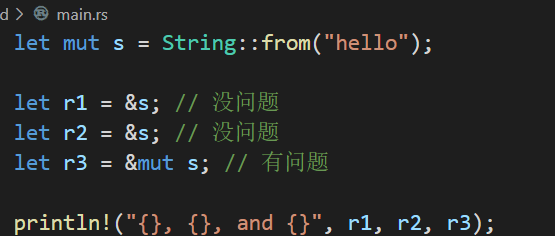 d > main.rs
let mut s = String::from("hello");
let r1 = &s; // 没问题
let r2 = &s; // 没问题
let r3 = &mut s; // 有问题
println!("{}, {}, and {}", r1, r2, r3);